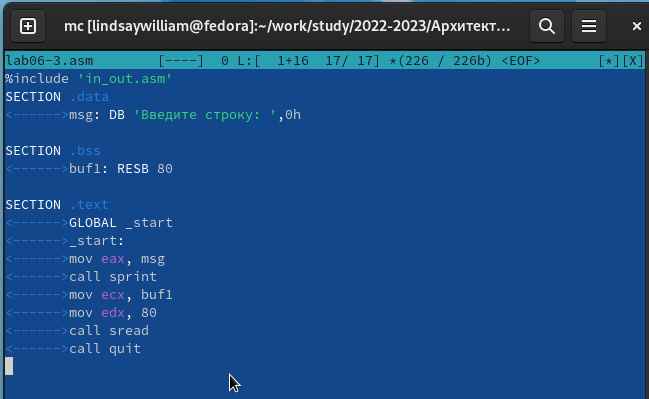 mc [lindsaywilliam@fedora]:~/work/study/2022-2023/Архитект...
lab06-3.asm [----] 0 L:[ 1+16 17/ 17] *(226 / 226b) <EOF> [*][X]
%include 'in_out.asm'
SECTION .data
<------>msg: DB 'Введите строку: ',0h
SECTION .bss
<------>buf1: RESB 80
SECTION .text
<------>GLOBAL _start
<------>_start:
<------>mov eax, msg
<------>call sprint
<------>mov ecx, buf1
<------>mov edx, 80
<------>call sread
<------>call quit